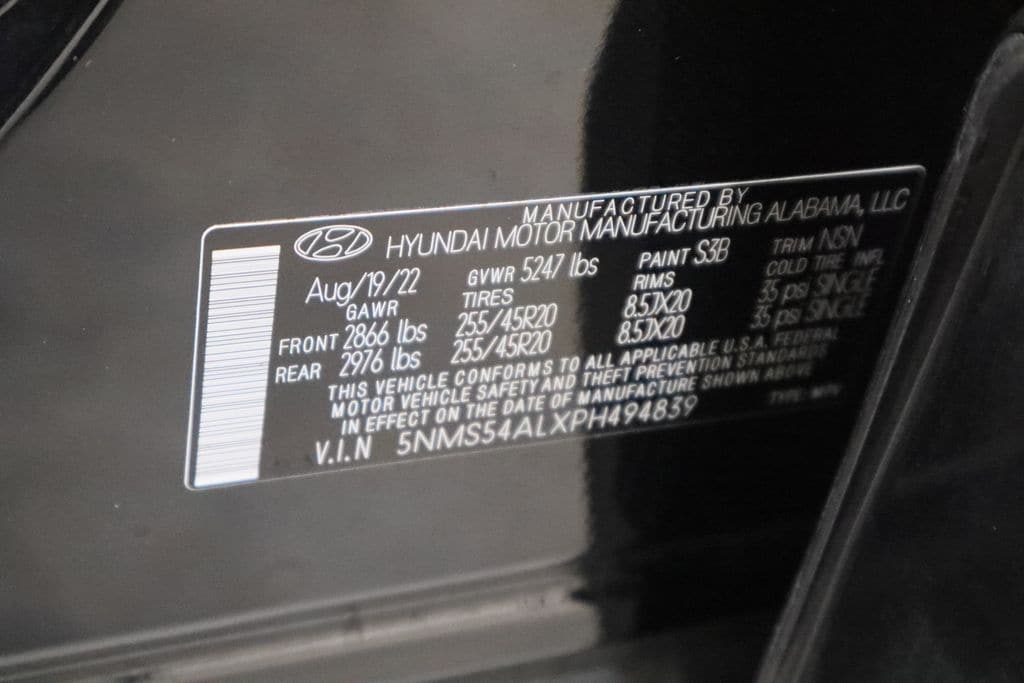 MANUFACTURED BY
HYUNDAI MOTOR MANUFACTURING ALABAMA, LLC
Aug/19/22 GVWR 5247 lbs PAINT S3B TRIM NSN
GAWR TIRES RIMS COLD TIRE INFL
FRONT 2866 lbs 255/45R20 8.5JX20 35 psi SINGLE
REAR 2976 lbs 255/45R20 8.5JX20 35 psi SINGLE
THIS VEHICLE CONFORMS TO ALL APPLICABLE U.S.A. FEDERAL
MOTOR VEHICLE SAFETY AND THEFT PREVENTION STANDARDS
IN EFFECT ON THE DATE OF MANUFACTURE SHOWN ABOVE
V.I.N 5NMS54ALXPH494839 TYPE: